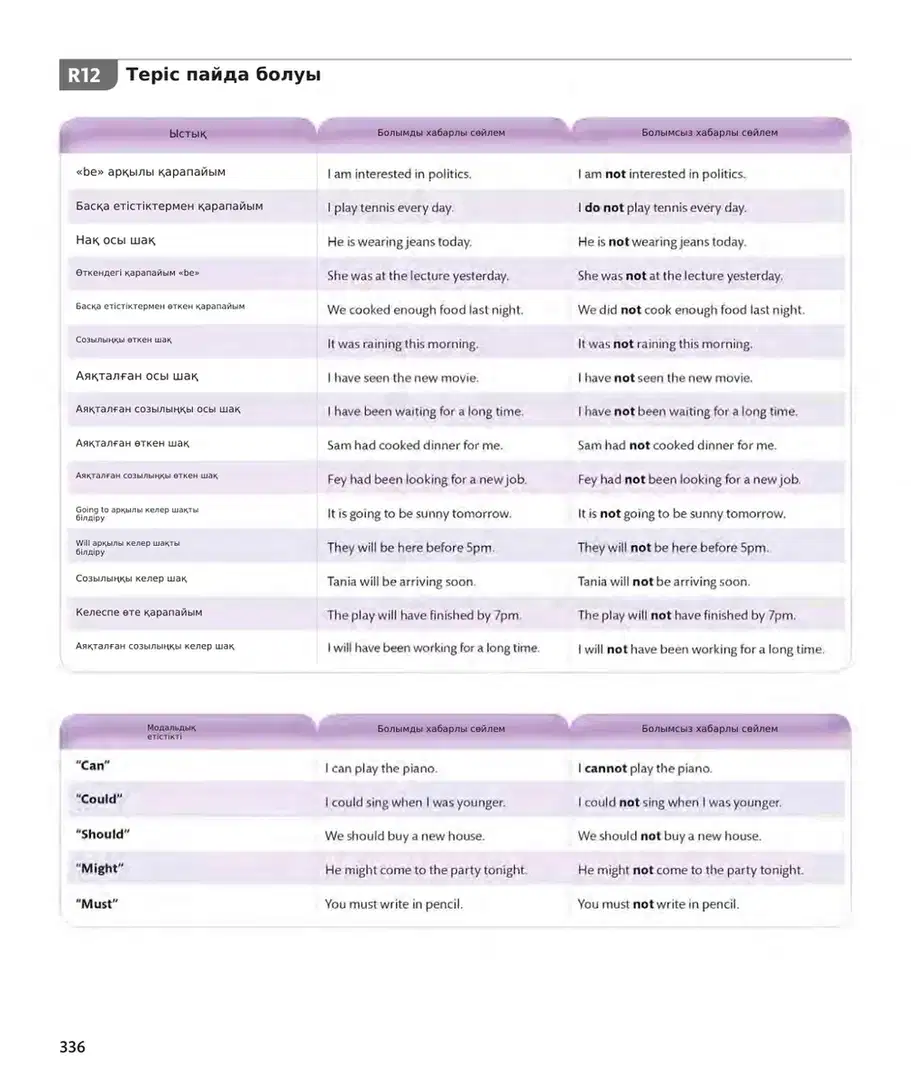 R12 Теріс пайда болуы
Ыстық Болымды хабарлы сөйлем Болымсыз хабарлы сөйлем
«be» арқылы қарапайым I am interested in politics. I am not interested in politics.
Басқа етістіктермен қарапайым I play tennis every day. I do not play tennis every day.
Нақ осы шақ He is wearing jeans today. He is not wearing jeans today.
Өткендегі қарапайым «be» She was at the lecture yesterday. She was not at the lecture yesterday.
Басқа етістіктермен өткен қарапайым We cooked enough food last night. We did not cook enough food last night.
Созылыңқы өткен шақ It was raining this morning. It was not raining this morning.
Аяқталған осы шақ I have seen the new movie. I have not seen the new movie.
Аяқталған созылыңқы осы шақ I have been waiting for a long time. I have not been waiting for a long time.
Аяқталған өткен шақ Sam had cooked dinner for me. Sam had not cooked dinner for me.
Аяқталған созылыңқы өткен шақ Fey had been looking for a new job. Fey had not been looking for a new job.
Going to арқылы келер шақты
білдіру It is going to be sunny tomorrow. It is not going to be sunny tomorrow.
Will арқылы келер шақты
білдіру They will be here before 5pm. They will not be here before 5pm.
Созылыңқы келер шақ Tania will be arriving soon. Tania will not be arriving soon.
Келеспе өте қарапайым The play will have finished by 7pm. The play will not have finished by 7pm.
Аяқталған созылыңқы келер шақ I will have been working for a long time. I will not have been working for a long time.
Модальдық
етістікті Болымды хабарлы сөйлем Болымсыз хабарлы сөйлем
"Can" I can play the piano. I cannot play the piano.
"Could" I could sing when I was younger. I could not sing when I was younger.
"Should" We should buy a new house. We should not buy a new house.
"Might" He might come to the party tonight. He might not come to the party tonight.
"Must" You must write in pencil. You must not write in pencil.
336